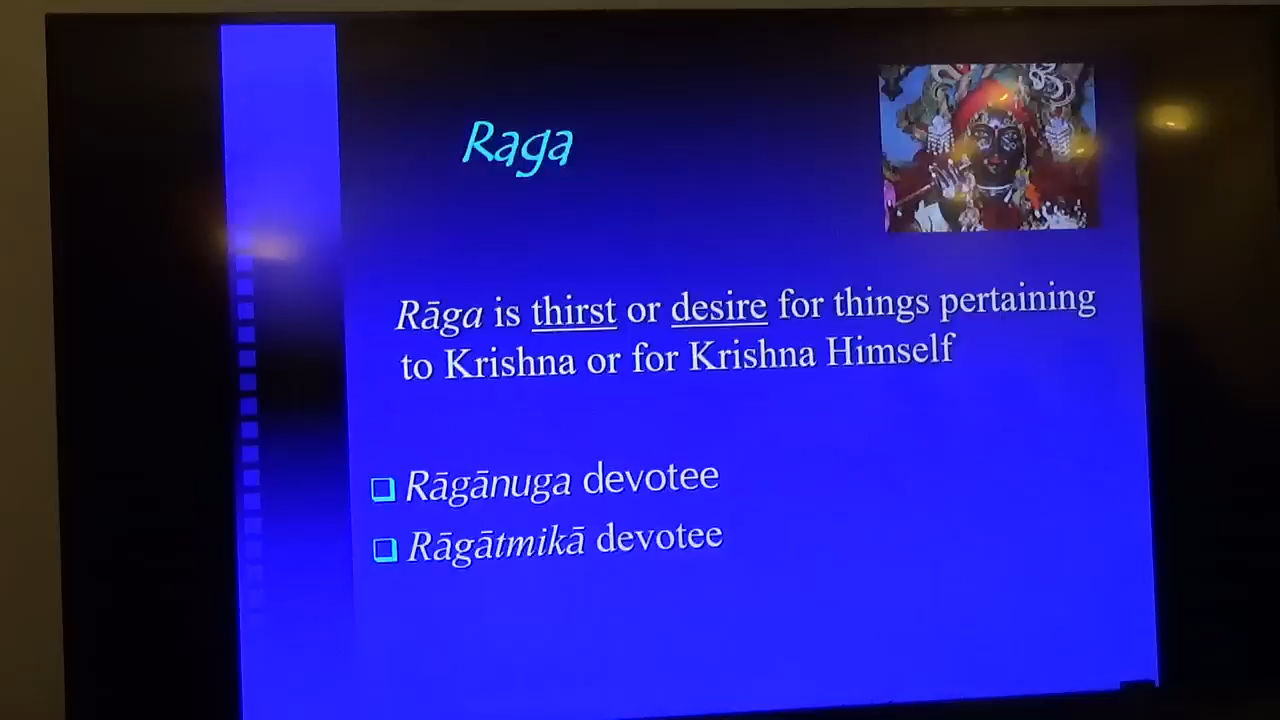 Raga
Rāga is thirst or desire for things pertaining
to Krishna or for Krishna Himself
Rāgānuga devotee
Rāgātmikā devotee